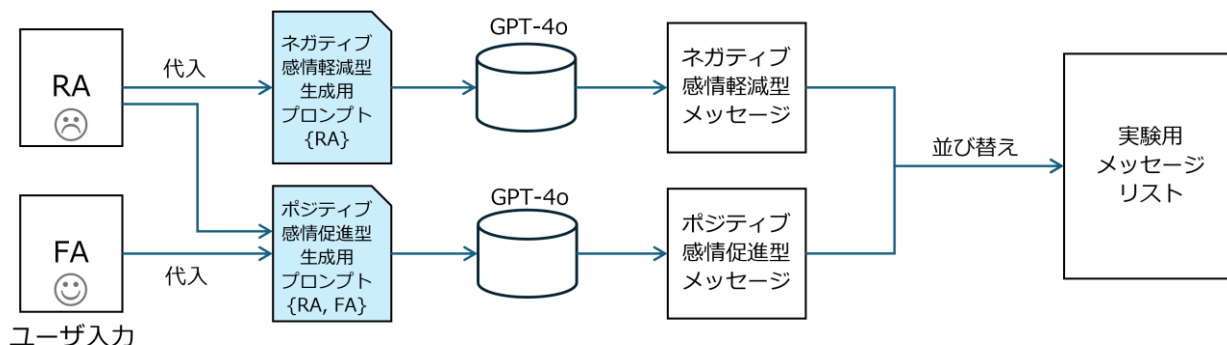 RA
代入
ネガティブ
感情軽減型
生成用
プロンプト
{RA}
GPT-4o
ネガティブ
感情軽減型
メッセージ
並び替え
実験用
メッセージ
リスト
FA
代入
ポジティブ
感情促進型
生成用
プロンプト
{RA, FA}
GPT-4o
ポジティブ
感情促進型
メッセージ
ユーザ入力